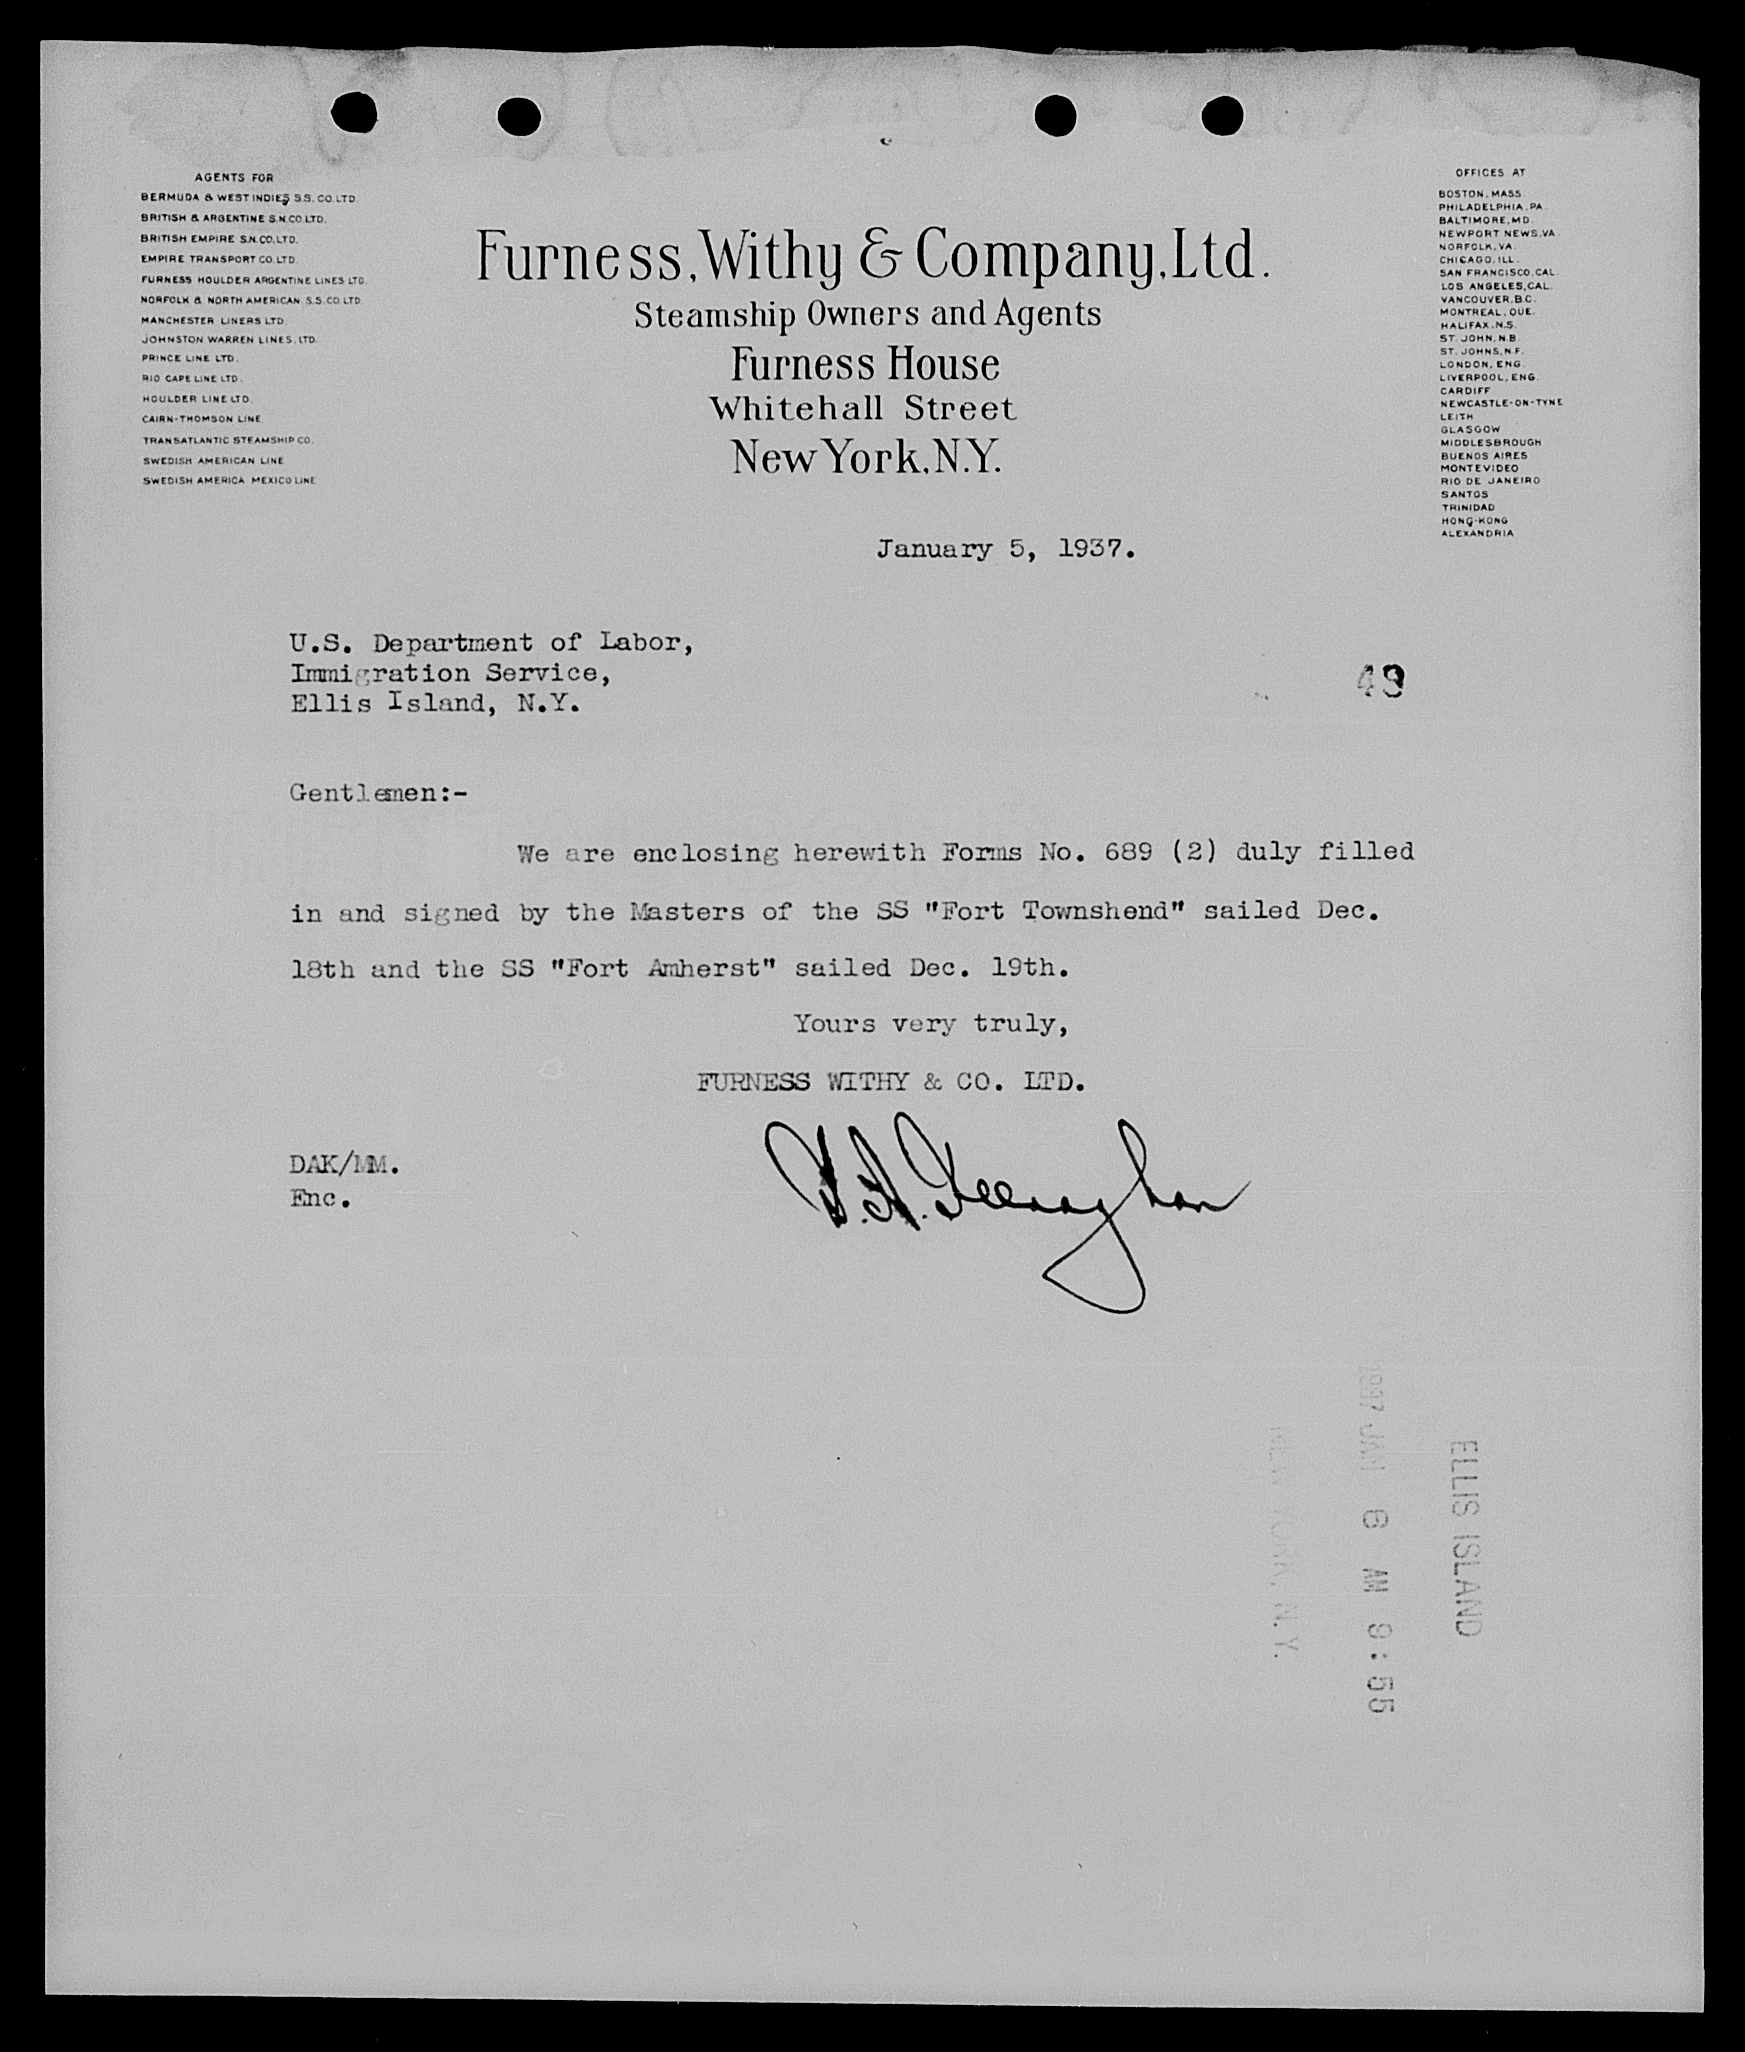 AGENTS FOR
BERMUDA & WEST INDIES S.S. CO. LTD.
BRITISH & ARGENTINE S.N. CO. LTD.
BRITISH EMPIRE S.N. CO. LTD.
EMPIRE TRANSPORT CO. LTD.
FURNESS HOULDER ARGENTINE LINES LTD.
NORFOLK & NORTH AMERICAN S.S. CO. LTD.
MANCHESTER LINERS LTD.
JOHNSTON WARREN LINES, LTD.
PRINCE LINE LTD.
RIO CAPE LINE LTD.
HOULDER LINE LTD.
CAIRN-THOMSON LINE
TRANSATLANTIC STEAMSHIP CO.
SWEDISH AMERICAN LINE
SWEDISH AMERICA MEXICO LINE
Furness, Withy & Company, Ltd.
Steamship Owners and Agents
Furness House
Whitehall Street
New York, N.Y.
OFFICES AT
BOSTON, MASS.
PHILADELPHIA, PA.
BALTIMORE, MD.
NEWPORT NEWS, VA.
NORFOLK, VA.
CHICAGO, ILL.
SAN FRANCISCO, CAL.
LOS ANGELES, CAL.
VANCOUVER, B.C.
MONTREAL, QUE.
HALIFAX, N.S.
ST. JOHN, N.B.
ST. JOHNS, N.F.
LONDON, ENG.
LIVERPOOL, ENG.
CARDIFF
NEWCASTLE-ON-TYNE
LEITH
GLASGOW
MIDDLESBROUGH
BUENOS AIRES
MONTEVIDEO
RIO DE JANEIRO
SANTOS
TRINIDAD
HONG-KONG
ALEXANDRIA
January 5, 1937.
U.S. Department of Labor,
Immigration Service,
Ellis Island, N.Y.
49
Gentlemen:-
We are enclosing herewith Forms No. 689 (2) duly filled
in and signed by the Masters of the SS "Fort Townshend" sailed Dec.
18th and the SS "Fort Amherst" sailed Dec. 19th.
Yours very truly,
FURNESS WITHY & CO. LTD.
DAK/MM.
Enc.
ELLIS ISLAND
1937 JAN 6 AM 9:55
NEW YORK, N.Y.